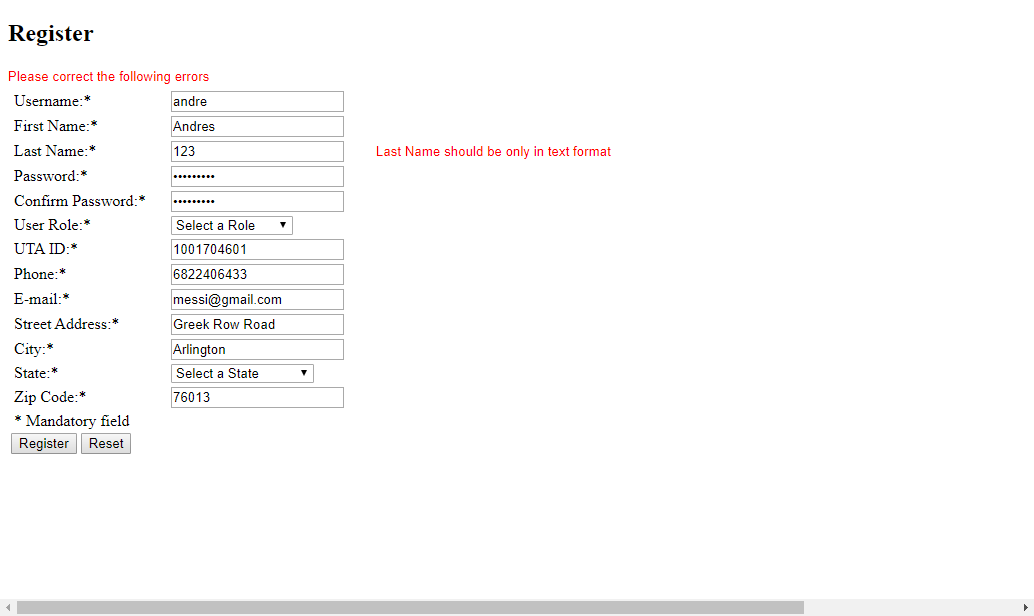 Register
Please correct the following errors
Username:* andre
First Name:* Andres
Last Name:* 123 Last Name should be only in text format
Password:* •••••••••
Confirm Password:* •••••••••
User Role:* Select a Role
UTA ID:* 1001704601
Phone:* 6822406433
E-mail:* messi@gmail.com
Street Address:* Greek Row Road
City:* Arlington
State:* Select a State
Zip Code:* 76013
* Mandatory field
Register Reset